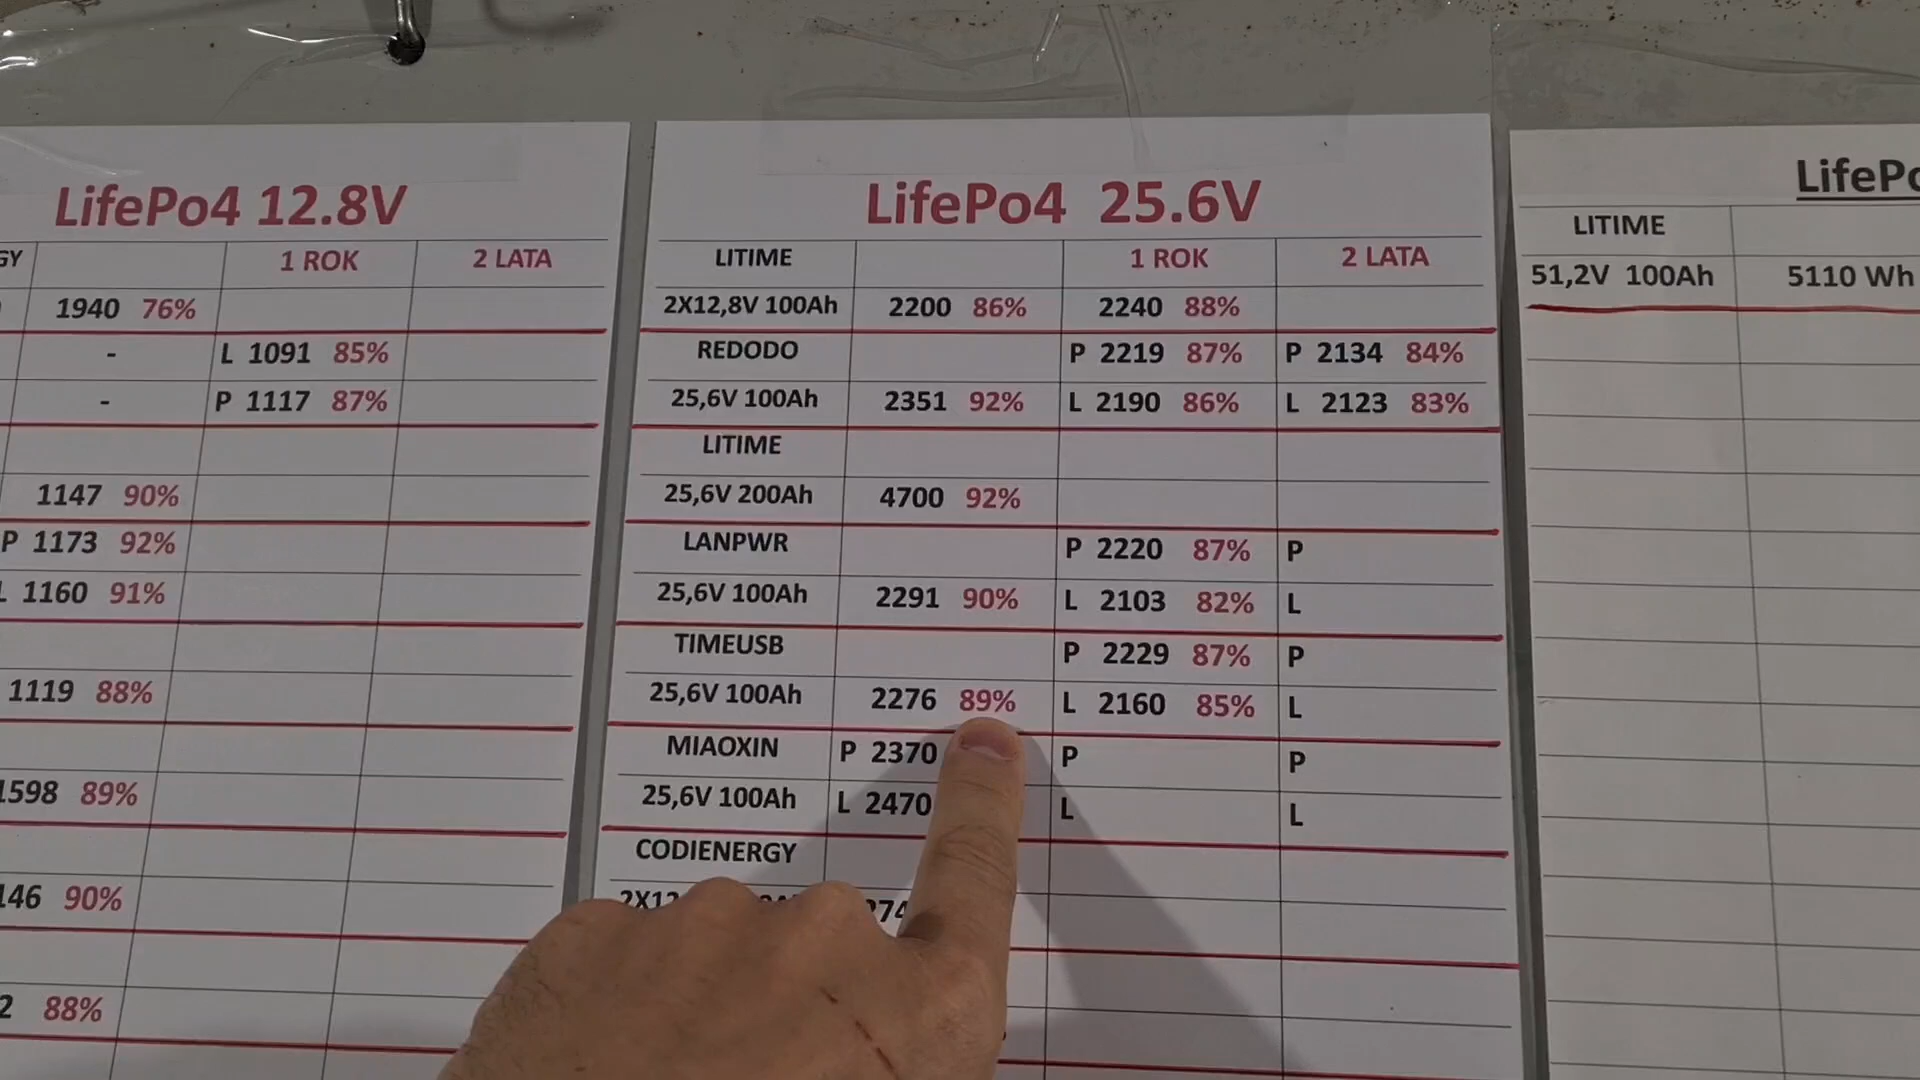 LifePo4 12.8V
1 ROK 2 LATA
1940 76%
- L 1091 85%
- P 1117 87%
1147 90%
P 1173 92%
L 1160 91%
1119 88%
1598 89%
146 90%
2 88%
LifePo4 25.6V
LITIME 1 ROK 2 LATA
2X12,8V 100Ah 2200 86% 2240 88%
REDODO P 2219 87% P 2134 84%
25,6V 100Ah 2351 92% L 2190 86% L 2123 83%
LITIME
25,6V 200Ah 4700 92%
LANPWR P 2220 87% P
25,6V 100Ah 2291 90% L 2103 82% L
TIMEUSB P 2229 87% P
25,6V 100Ah 2276 89% L 2160 85% L
MIAOXIN P 2370 P P
25,6V 100Ah L 2470 L L
CODIENERGY
LITIME
51,2V 100Ah 5110 Wh